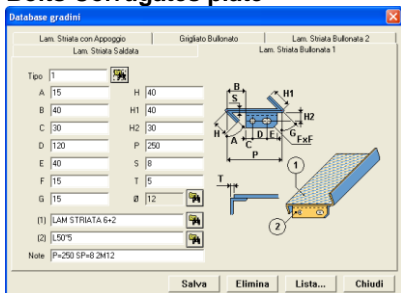 Bolts Corrugates plate
Database gradini
Lam. Striata con Appoggio
Grigliato Bullonato
Lam. Striata Bullonata 2
Lam. Striata Saldata
Lam. Striata Bullonata 1
Tipo 1
A 15 H 40
B 40 H1 40
C 30 H2 30
D 120 P 250
E 40 S 8
F 15 T 5
G 15 Ø 12
(1) LAM STRIATA 6+2
(2) L50*5
Note P=250 SP=8 2M12
B
S
H1
H2
H
A
C
D
E
G
FxF
P
T
1
2
Salva
Elimina
Lista...
Chiudi